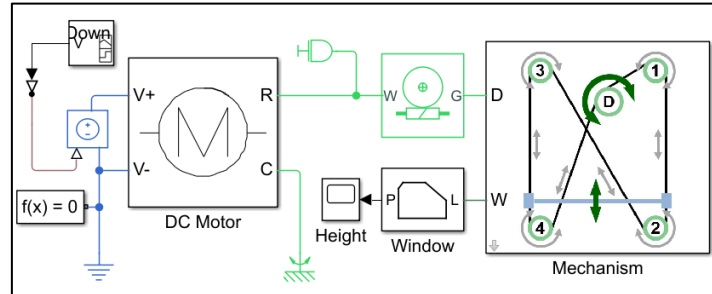 Down
V
V+
V-
f(x) = 0
R
C
DC Motor
W
G
D
W
P
L
Height
Window
3
1
D
4
2
Mechanism